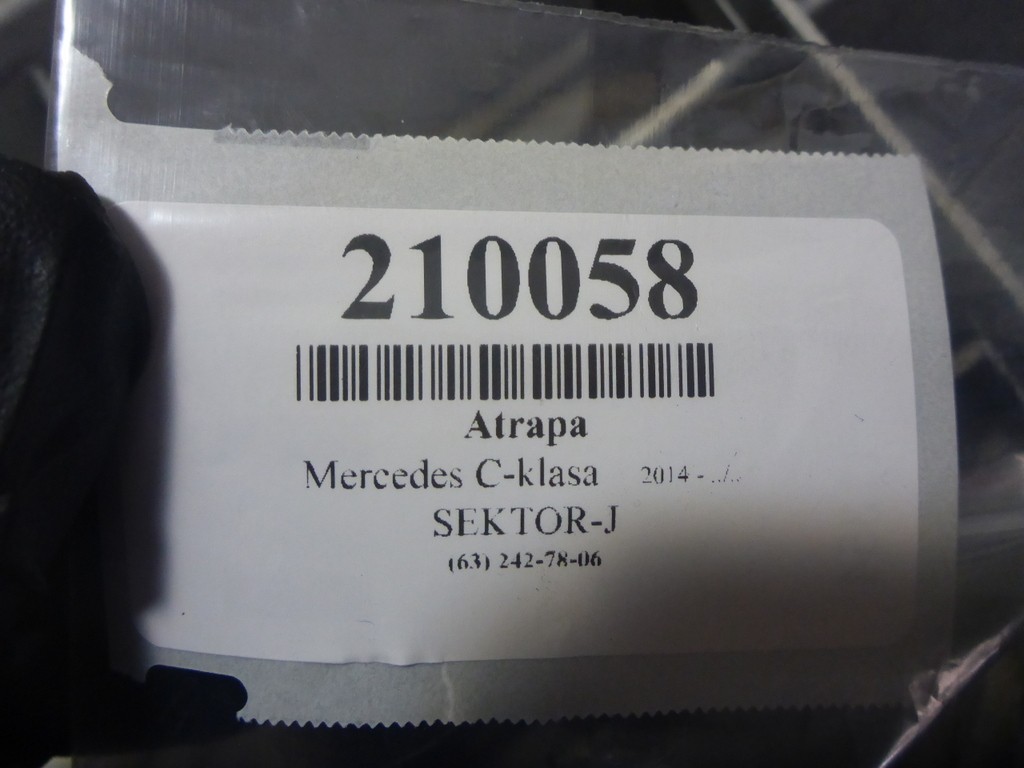 210058
Atrapa
Mercedes C-klasa 2014 - ../..
SEKTOR-J
(63) 242-78-06